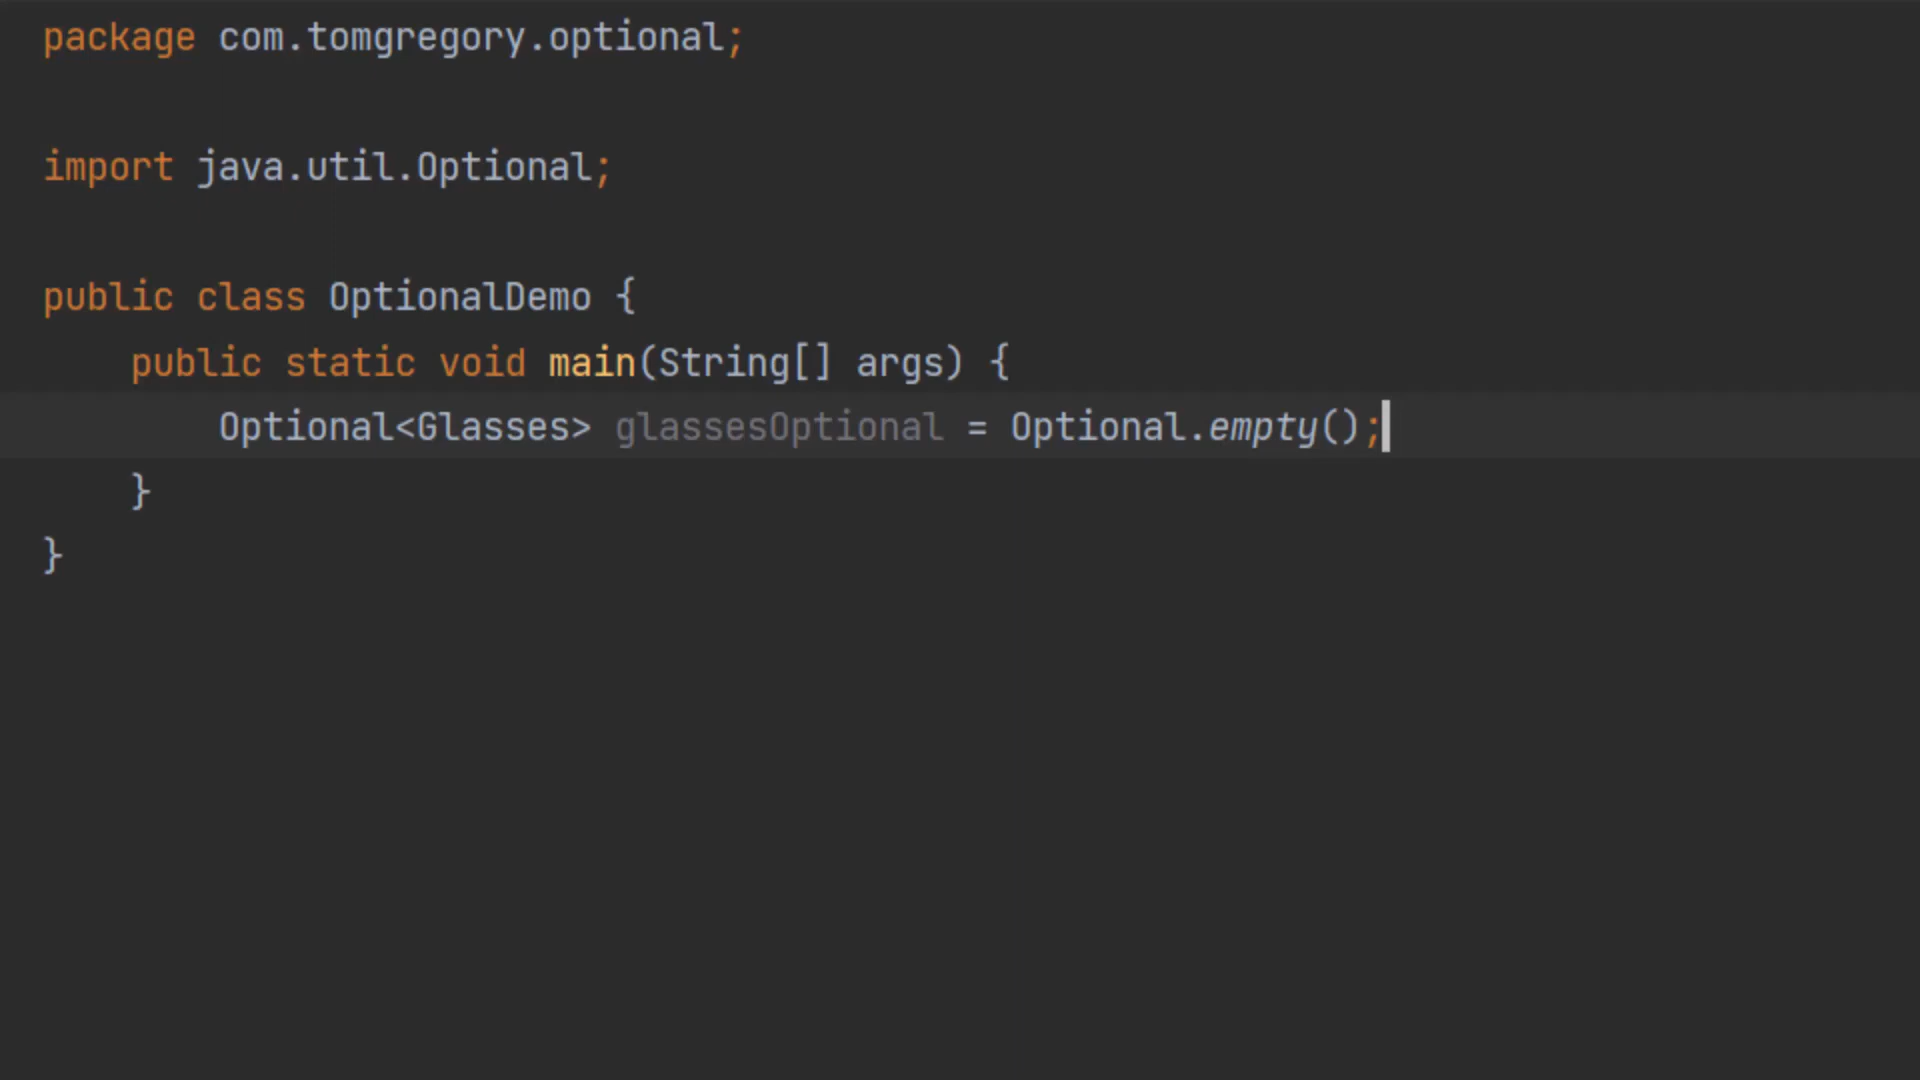 package com.tomgregory.optional;
import java.util.Optional;
public class OptionalDemo {
public static void main(String[] args) {
Optional<Glasses> glassesOptional = Optional.empty();
}
}